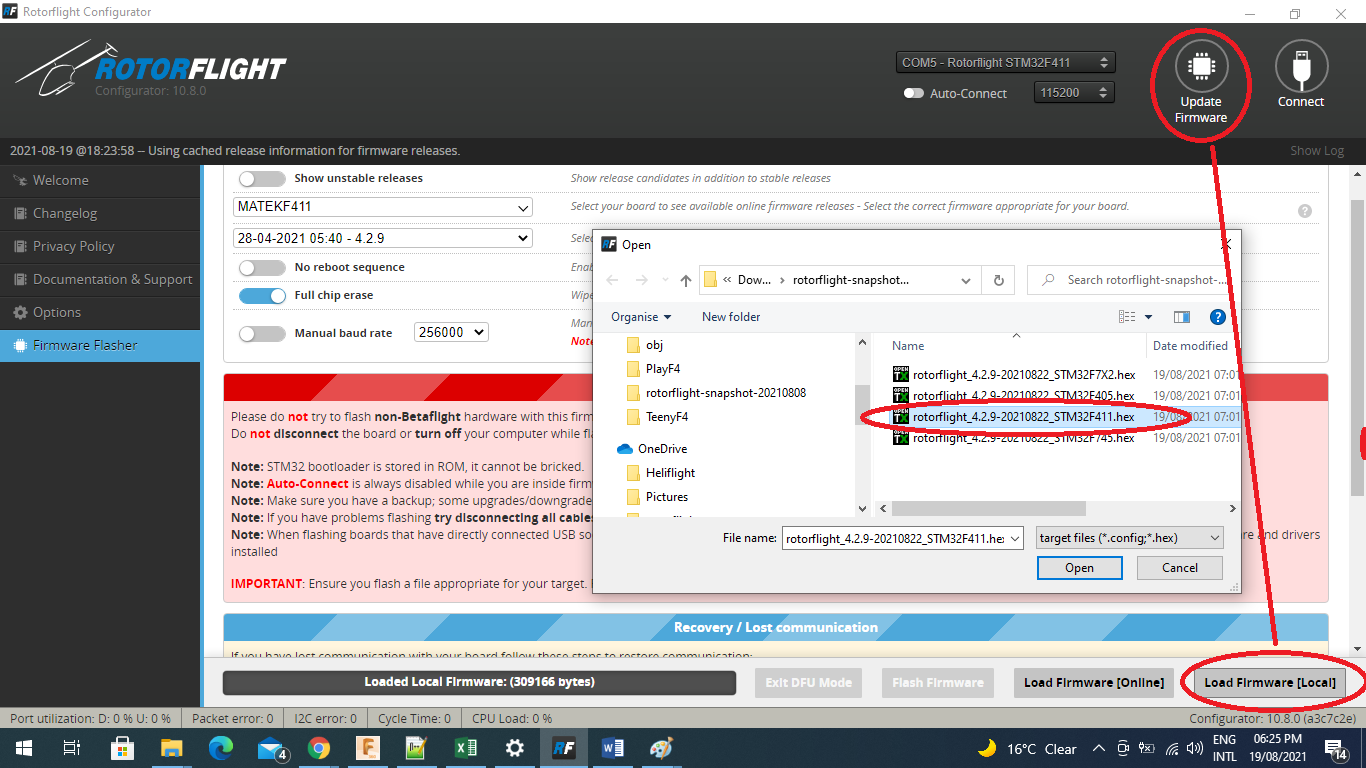 Rotorflight Configurator
ROTORFLIGHT
Configurator: 10.8.0
COM5 - Rotorflight STM32F411
Auto-Connect
115200
Update
Firmware
Connect
2021-08-19 @18:23:58 -- Using cached release information for firmware releases.
Show Log
Welcome
Changelog
Privacy Policy
Documentation & Support
Options
Firmware Flasher
Show unstable releases
Show release candidates in addition to stable releases
MATEKF411
Select your board to see available online firmware releases - Select the correct firmware appropriate for your board.
28-04-2021 05:40 - 4.2.9
No reboot sequence
Full chip erase
Manual baud rate
256000
Please do not try to flash non-Betaflight hardware with this firm
Do not disconnect the board or turn off your computer while fla
Note: STM32 bootloader is stored in ROM, it cannot be bricked.
Note: Auto-Connect is always disabled while you are inside firm
Note: Make sure you have a backup; some upgrades/downgrade
Note: If you have problems flashing try disconnecting all cables
Note: When flashing boards that have directly connected USB so
re and drivers
installed
IMPORTANT: Ensure you flash a file appropriate for your target.
Open
« Dow... › rotorflight-snapshot...
Search rotorflight-snapshot-...
Organise
New folder
obj
PlayF4
rotorflight-snapshot-20210808
TeenyF4
OneDrive
Heliflight
Pictures
Name
Date modified
rotorflight_4.2.9-20210822_STM32F7X2.hex
19/08/2021 07:01
rotorflight_4.2.9-20210822_STM32F405.hex
19/08/2021 07:01
rotorflight_4.2.9-20210822_STM32F411.hex
19/08/2021 07:01
rotorflight_4.2.9-20210822_STM32F745.hex
19/08/2021 07:01
File name:
rotorflight_4.2.9-20210822_STM32F411.he
target files (*.config;*.hex)
Open
Cancel
Recovery / Lost communication
If you have lost communication with your board follow these steps to restore communication:
Loaded Local Firmware: (309166 bytes)
Exit DFU Mode
Flash Firmware
Load Firmware [Online]
Load Firmware [Local]
Port utilization: D: 0 % U: 0 %
Packet error: 0
I2C error: 0
Cycle Time: 0
CPU Load: 0 %
Configurator: 10.8.0 (a3c7c2e)
4
16°C Clear
ENG
INTL
06:25 PM
19/08/2021
14